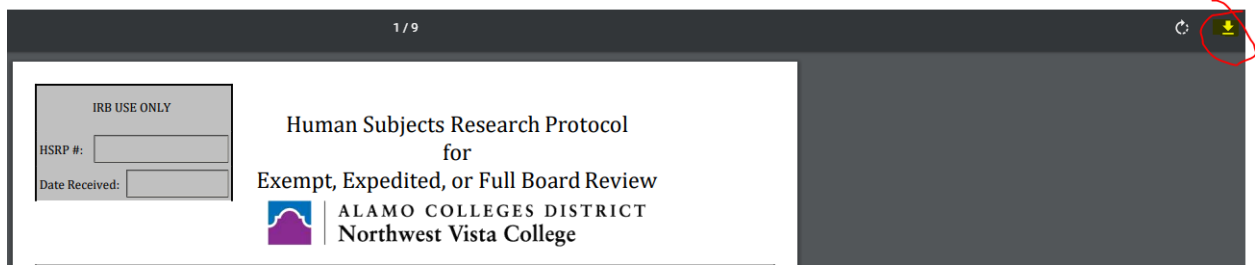 1 / 9
IRB USE ONLY
HSRP #:
Date Received:
Human Subjects Research Protocol
for
Exempt, Expedited, or Full Board Review
ALAMO COLLEGES DISTRICT
Northwest Vista College